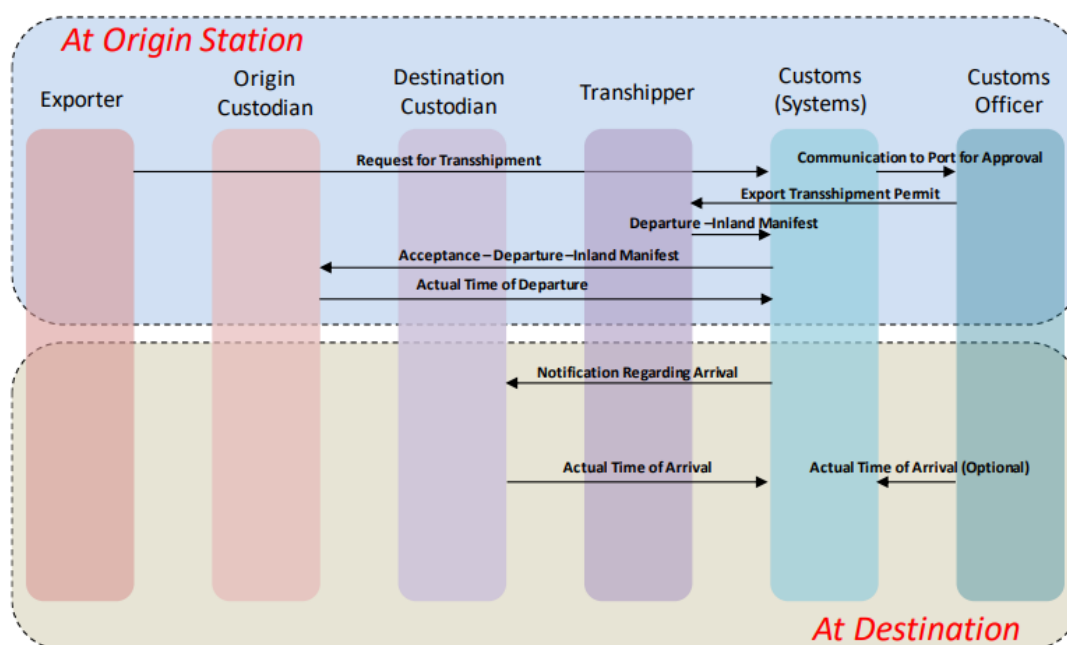 At Origin Station
Exporter
Origin
Custodian
Destination
Custodian
Transhipper
Customs
(Systems)
Customs
Officer
Request for Transshipment
Communication to Port for Approval
Export Transshipment Permit
Departure –Inland Manifest
Acceptance – Departure –Inland Manifest
Actual Time of Departure
Notification Regarding Arrival
Actual Time of Arrival
Actual Time of Arrival (Optional)
At Destination